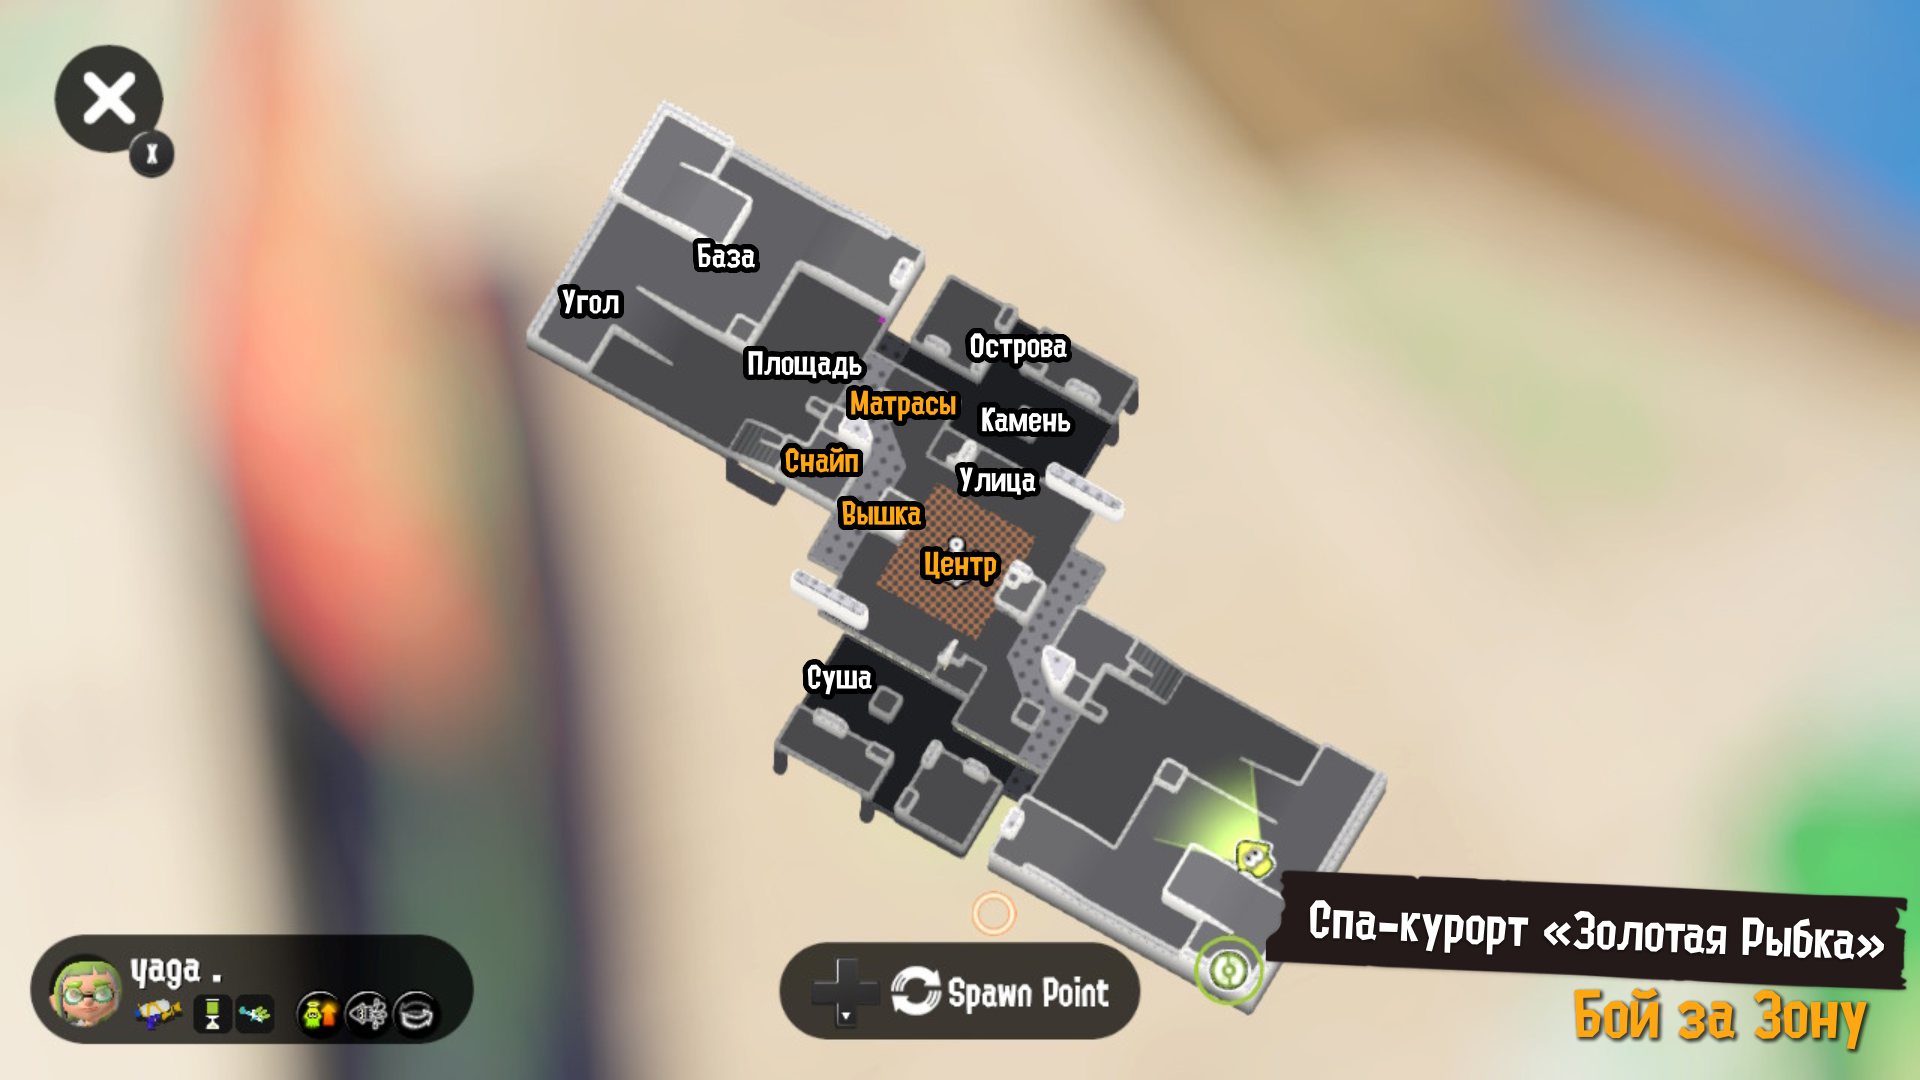 X
База
Угол
Острова
Площадь
Матрасы
Камень
Снайп
Улица
Вышка
Центр
Суша
Спа-курорт «Золотая Рыбка»
yaga .
Spawn Point
Бой за Зону